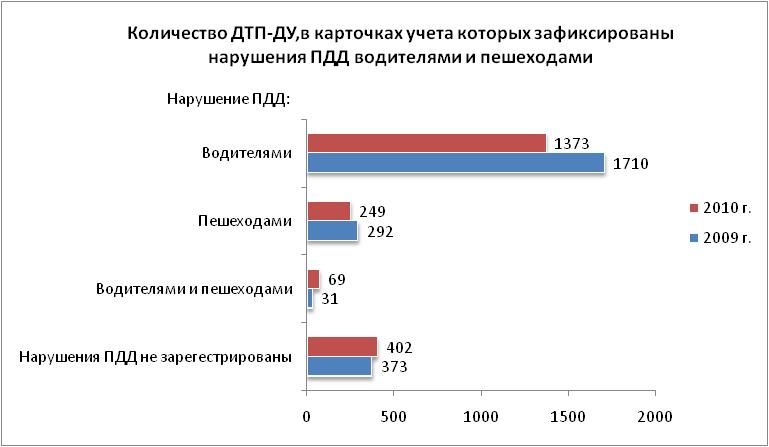 Количество ДТП-ДУ,в карточках учета которых зафиксированы
нарушения ПДД водителями и пешеходами
Нарушение ПДД:
Водителями
1373
1710
Пешеходами
249
292
Водителями и пешеходами
69
31
Нарушения ПДД не зарегестрированы
402
373
2010 г.
2009 г.
0 500 1000 1500 2000